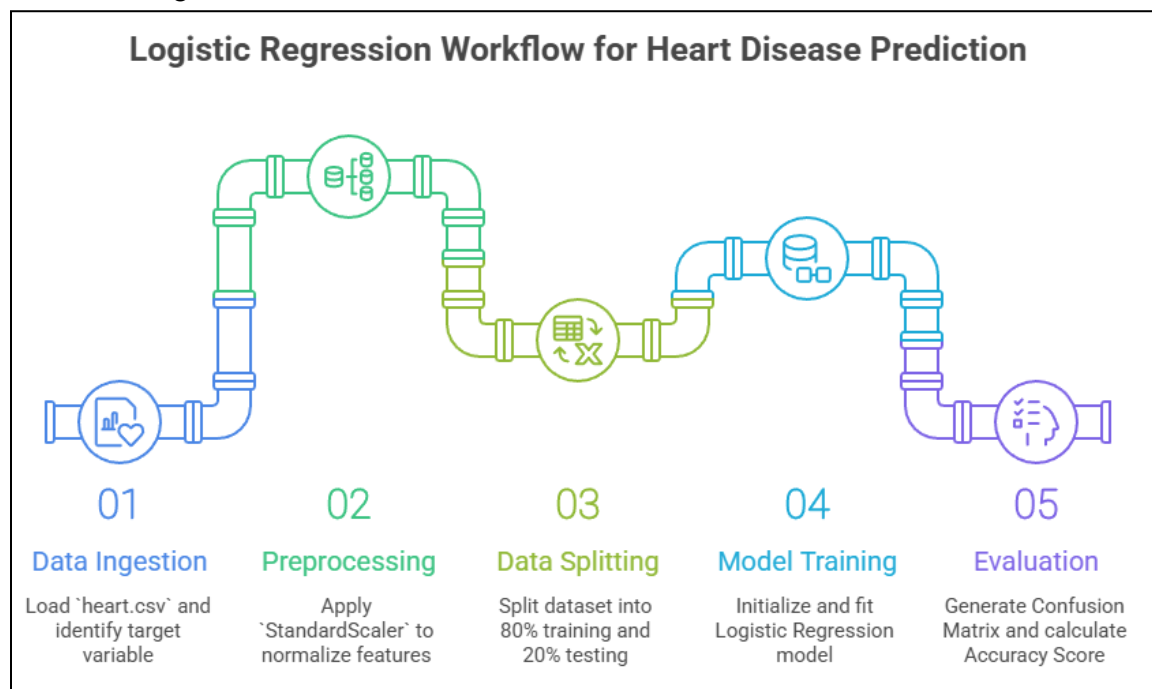 Logistic Regression Workflow for Heart Disease Prediction
01
Data Ingestion
Load `heart.csv` and
identify target
variable
02
Preprocessing
Apply
`StandardScaler` to
normalize features
03
Data Splitting
Split dataset into
80% training and
20% testing
04
Model Training
Initialize and fit
Logistic Regression
model
05
Evaluation
Generate Confusion
Matrix and calculate
Accuracy Score